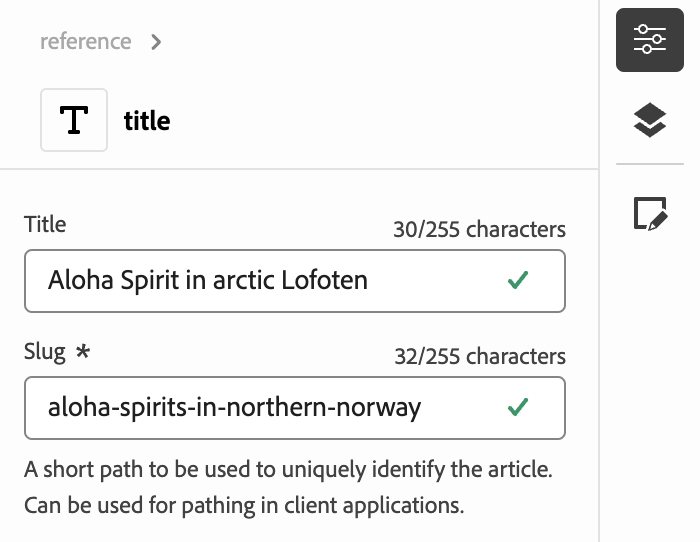 reference
T title
Title 30/255 characters
Aloha Spirit in arctic Lofoten
Slug * 32/255 characters
aloha-spirits-in-northern-norway
A short path to be used to uniquely identify the article.
Can be used for pathing in client applications.